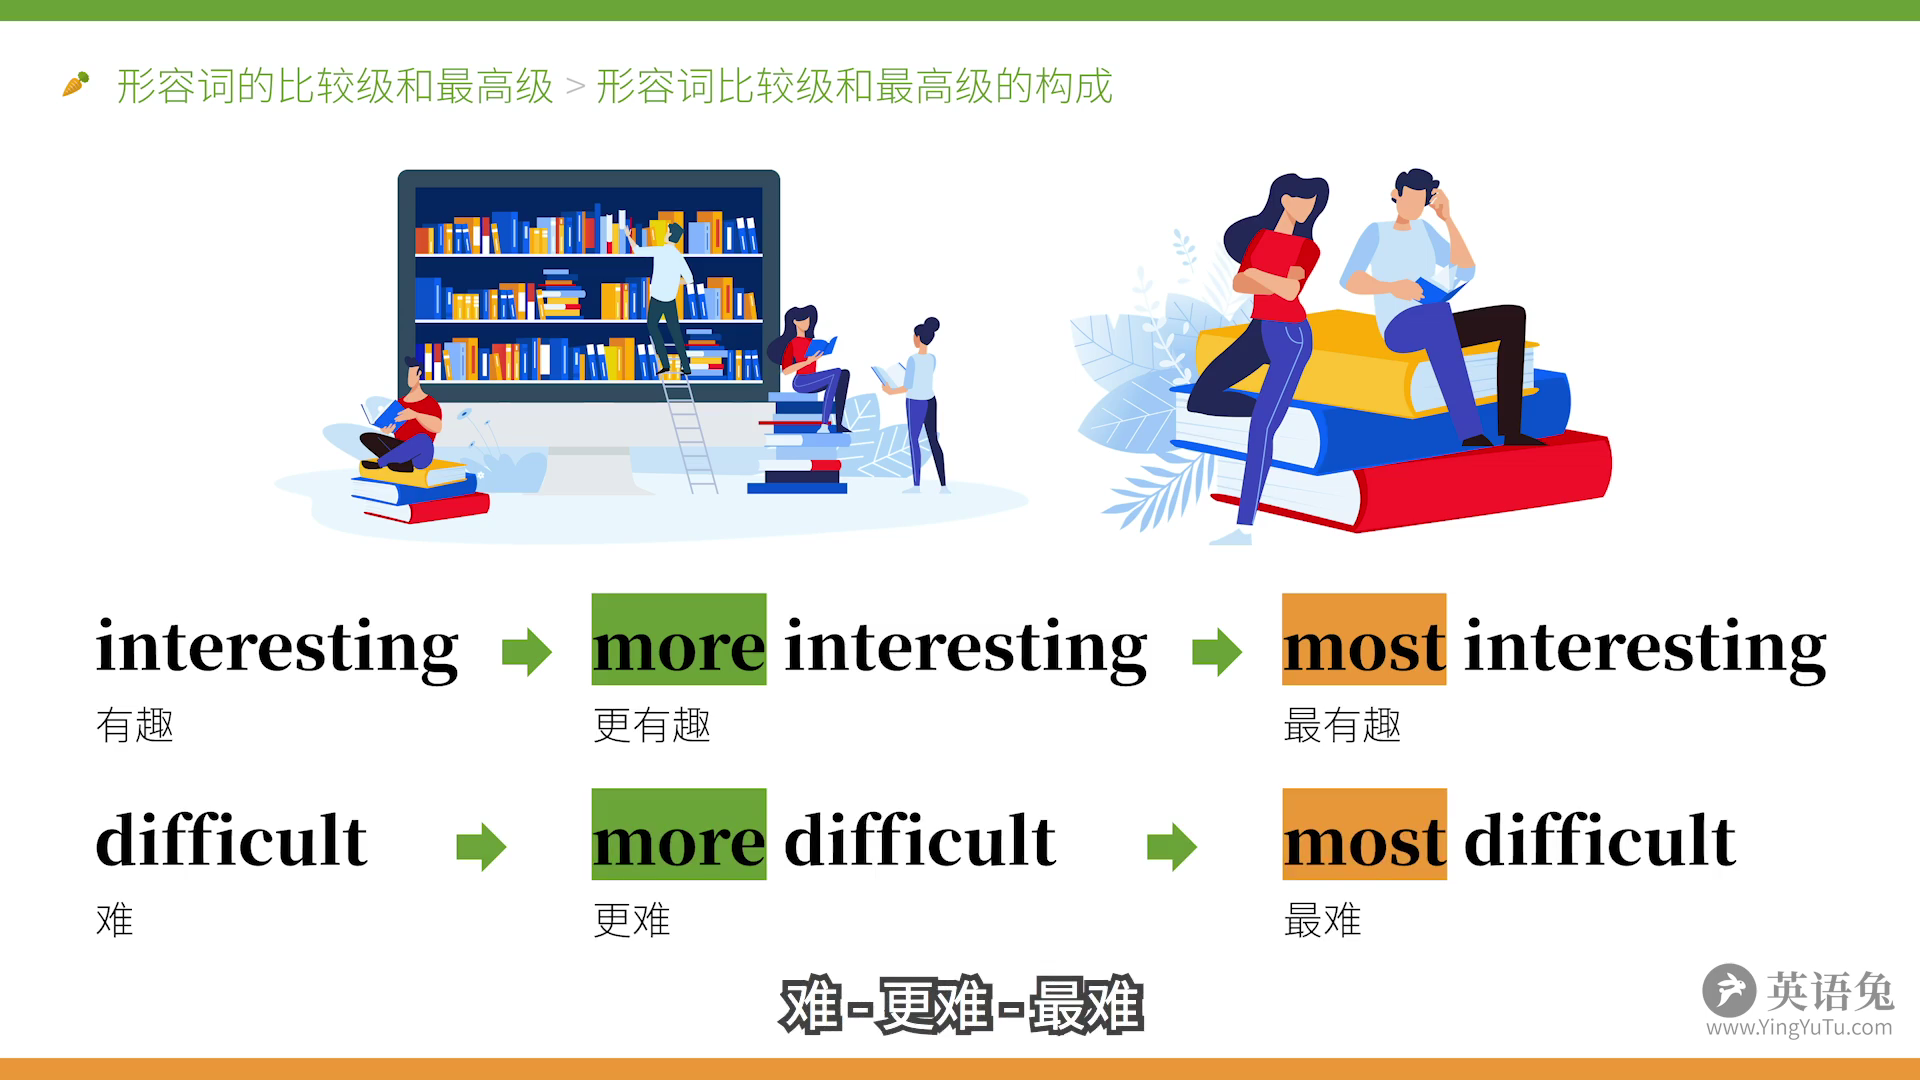 形容词的比较级和最高级 > 形容词比较级和最高级的构成
interesting more interesting most interesting
有趣 更有趣 最有趣
difficult more difficult most difficult
难 更难 最难
难-更难-最难
英语兔
www.YingYuTu.com